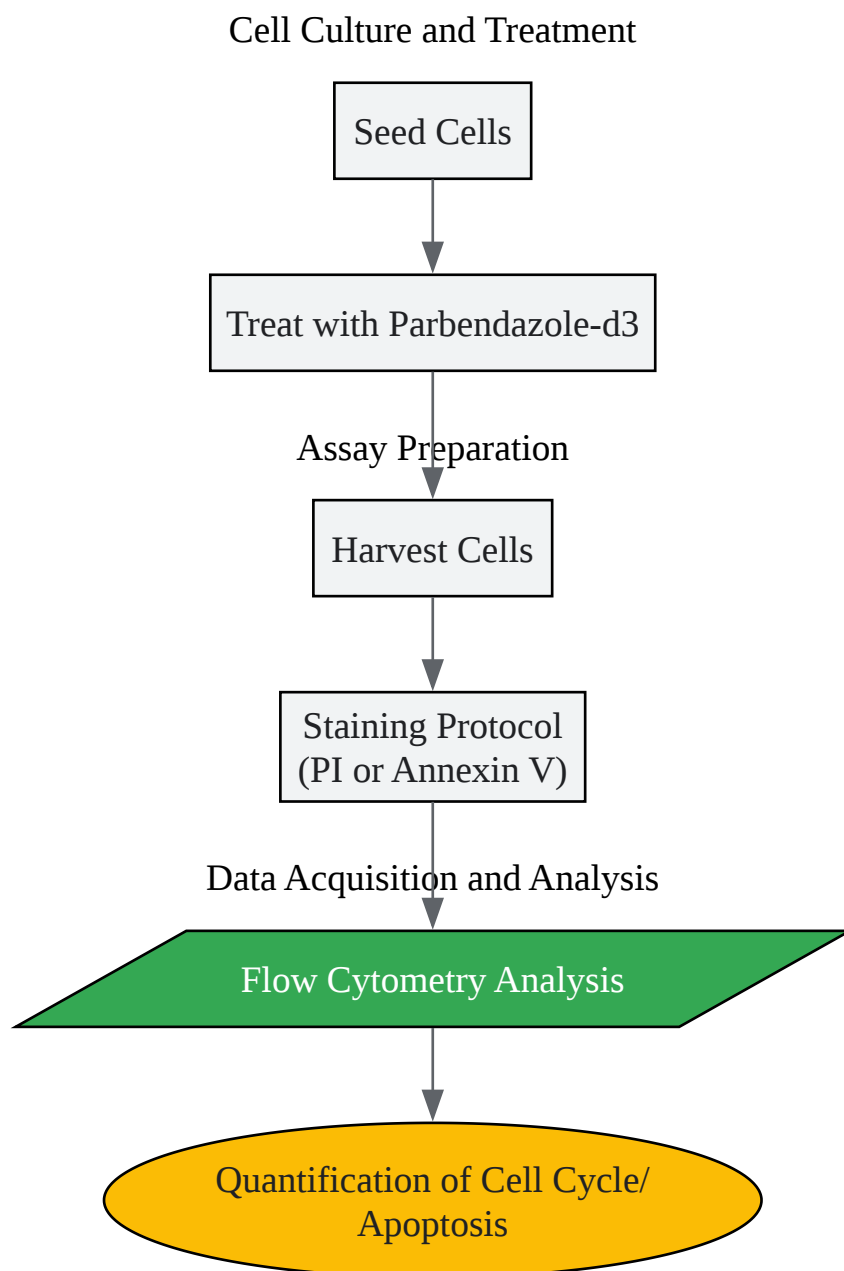 Cell Culture and Treatment
Seed Cells
Treat with Parbendazole-d3
Assay Preparation
Harvest Cells
Staining Protocol
(PI or Annexin V)
Data Acquisition and Analysis
Flow Cytometry Analysis
Quantification of Cell Cycle/
Apoptosis